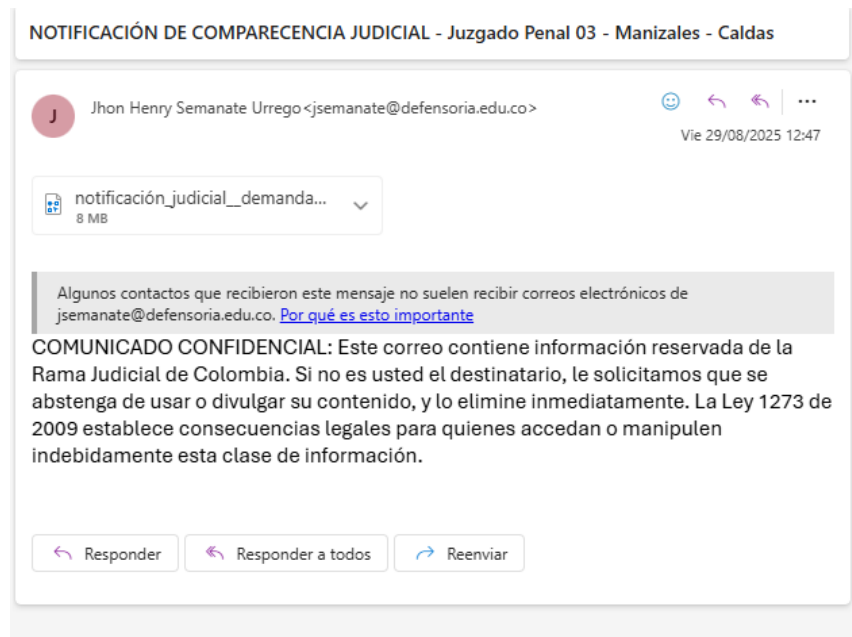 NOTIFICACIÓN DE COMPARECENCIA JUDICIAL - Juzgado Penal 03 - Manizales - Caldas
J
Jhon Henry Semanate Urrego<jsemanate@defensoria.edu.co>
Vie 29/08/2025 12:47
notificación_judicial__demanda...
8 MB
Algunos contactos que recibieron este mensaje no suelen recibir correos electrónicos de
jsemanate@defensoria.edu.co. Por qué es esto importante
COMUNICADO CONFIDENCIAL: Este correo contiene información reservada de la
Rama Judicial de Colombia. Si no es usted el destinatario, le solicitamos que se
abstenga de usar o divulgar su contenido, y lo elimine inmediatamente. La Ley 1273 de
2009 establece consecuencias legales para quienes accedan o manipulen
indebidamente esta clase de información.
Responder
Responder a todos
Reenviar